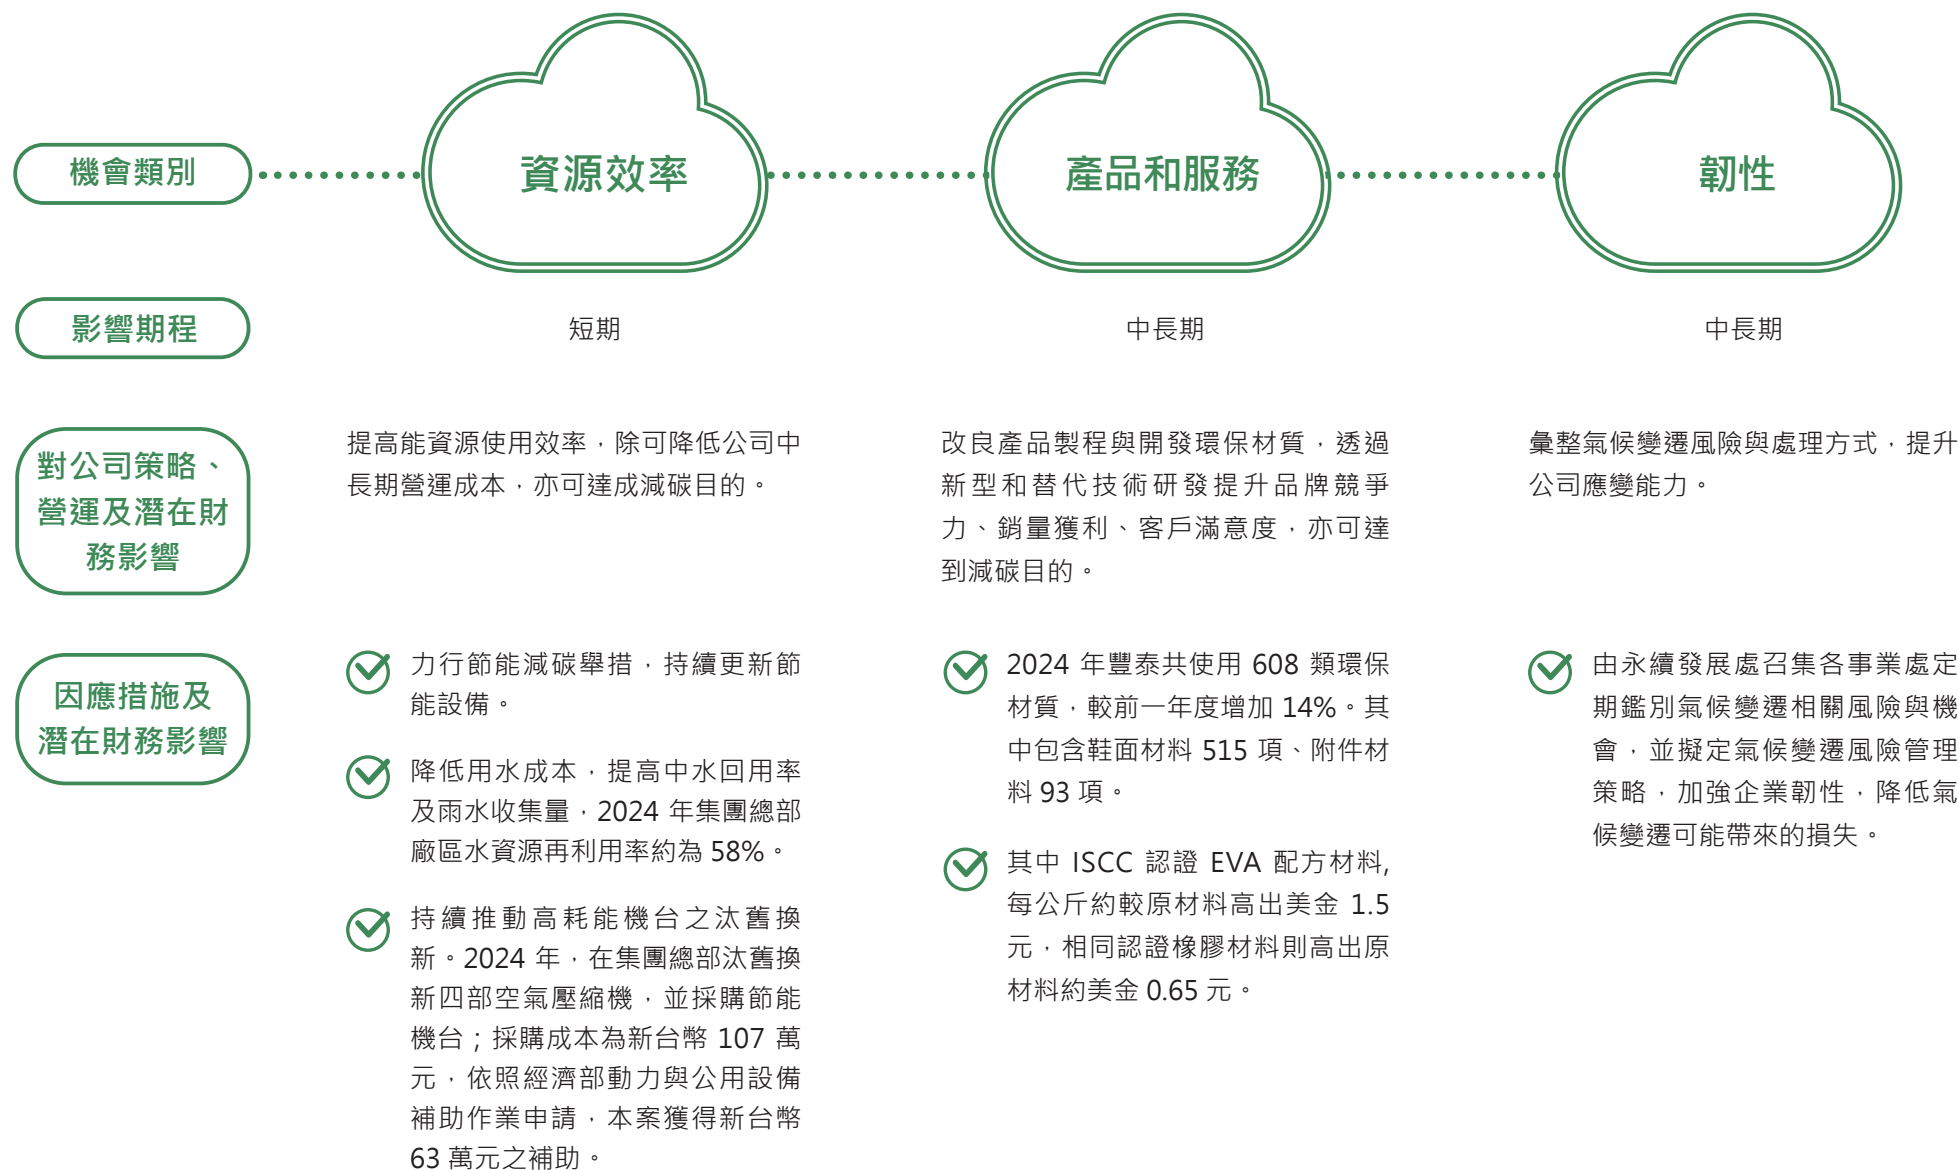 機會類別
資源效率
產品和服務
韌性
影響期程
短期
中長期
中長期
對公司策略、
營運及潛在財
務影響
提高能資源使用效率，除可降低公司中
長期營運成本，亦可達成減碳目的。
改良產品製程與開發環保材質，透過
新型和替代技術研發提升品牌競爭
力、銷量獲利、客戶滿意度，亦可達
到減碳目的。
彙整氣候變遷風險與處理方式，提升
公司應變能力。
因應措施及
潛在財務影響
力行節能減碳舉措，持續更新節
能設備。
降低用水成本，提高中水回用率
及雨水收集量，2024 年集團總部
廠區水資源再利用率約為 58%。
持續推動高耗能機台之汰舊換
新。2024 年，在集團總部汰舊換
新四部空氣壓縮機，並採購節能
機台；採購成本為新台幣 107 萬
元，依照經濟部動力與公用設備
補助作業申請，本案獲得新台幣
63 萬元之補助。
2024 年豐泰共使用 608 類環保
材質，較前一年度增加 14%。其
中包含鞋面材料 515 項、附件材
料 93 項。
其中 ISCC 認證 EVA 配方材料,
每公斤約較原材料高出美金 1.5
元，相同認證橡膠材料則高出原
材料約美金 0.65 元。
由永續發展處召集各事業處定
期鑑別氣候變遷相關風險與機
會，並擬定氣候變遷風險管理
策略，加強企業韌性，降低氣
候變遷可能帶來的損失。